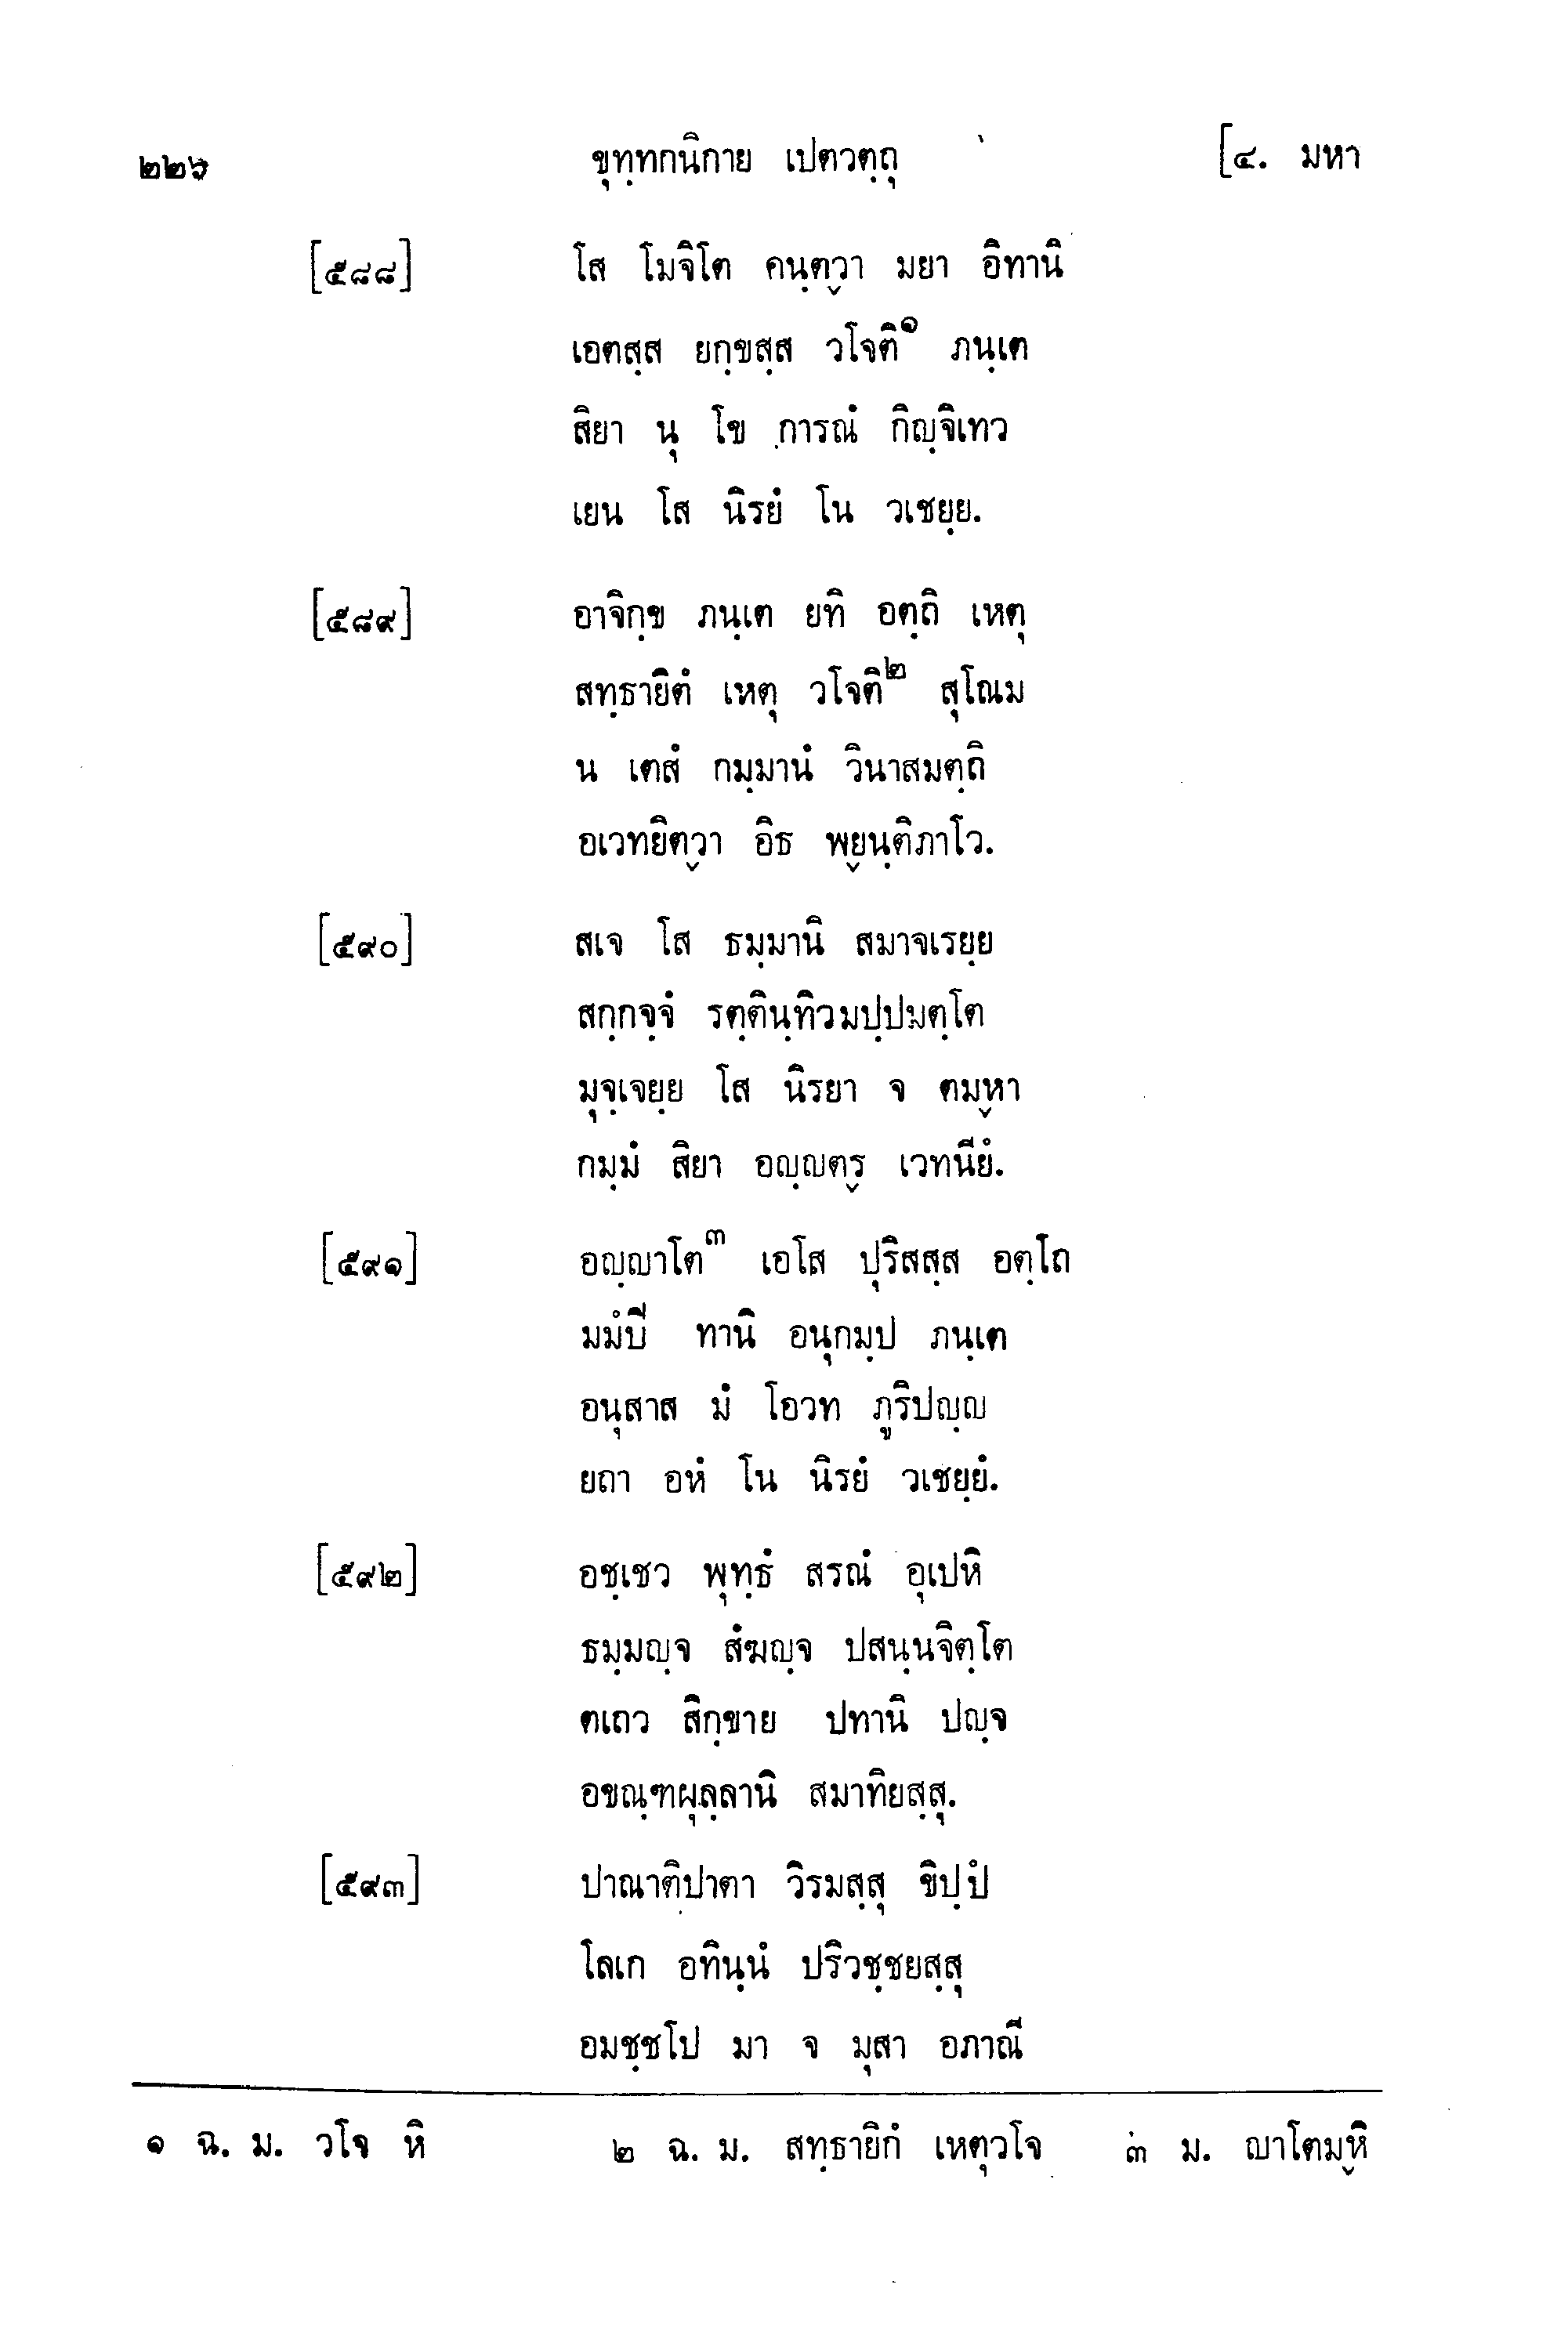 ๒๒๖ ขุทฺทกนิกาย เปตวตฺถุ [๔. มหา
[๕๘๘] โส โมจิโต คนฺตฺวา มยา อิทานิ
เอตสฺส ยกฺขสฺส วโจติ๑ ภนฺเต
สิยา นุ โข การณํ กิญฺจิเทว
เยน โส นิรยํ โน วเชยฺย.
[๕๘๙] อาจิกฺข ภนฺเต ยทิ อตฺถิ เหตุ
สทฺธายิตํ เหตุ วโจติ๒ สุโณม
น เตสํ กมฺมานํ วินาสมตฺถิ
อเวทยิตฺวา อิธ พฺยนฺติภาโว.
[๕๙๐] สเจ โส ธมฺมานิ สมาจเรยฺย
สกฺกจฺจํ รตฺตินฺทิวมปฺปมตฺโต
มุจฺเจยฺย โส นิรยา จ ตมฺหา
กมฺมํ สิยา อญฺญตฺร เวทนียํ.
[๕๙๑] อญฺญาโต๓ เอโส ปุริสสฺส อตฺโถ
มมํปี ทานิ อนุกมฺป ภนฺเต
อนุสาส มํ โอวท ภูริปญฺญ
ยถา อหํ โน นิรยํ วเชยฺยํ.
[๕๙๒] อชฺเชว พุทฺธํ สรณํ อุเปหิ
ธมฺมญฺจ สํฆญฺจ ปสนฺนจิตฺโต
ตเถว สิกฺขาย ปทานิ ปญฺจ
อขณฺฑผุลฺลานิ สมาทิยสฺสุ.
[๕๙๓] ปาณาติปาตา วิรมสฺสุ ขิปฺปํ
โลเก อทินฺนํ ปริวชฺชยสฺสุ
อมชฺชโป มา จ มุสา อภาณี
๑ ฉ. ม. วโจ หิ ๒ ฉ. ม. สทฺธายิกํ เหตุวโจ ๓ ม. ญาโตมฺหิ